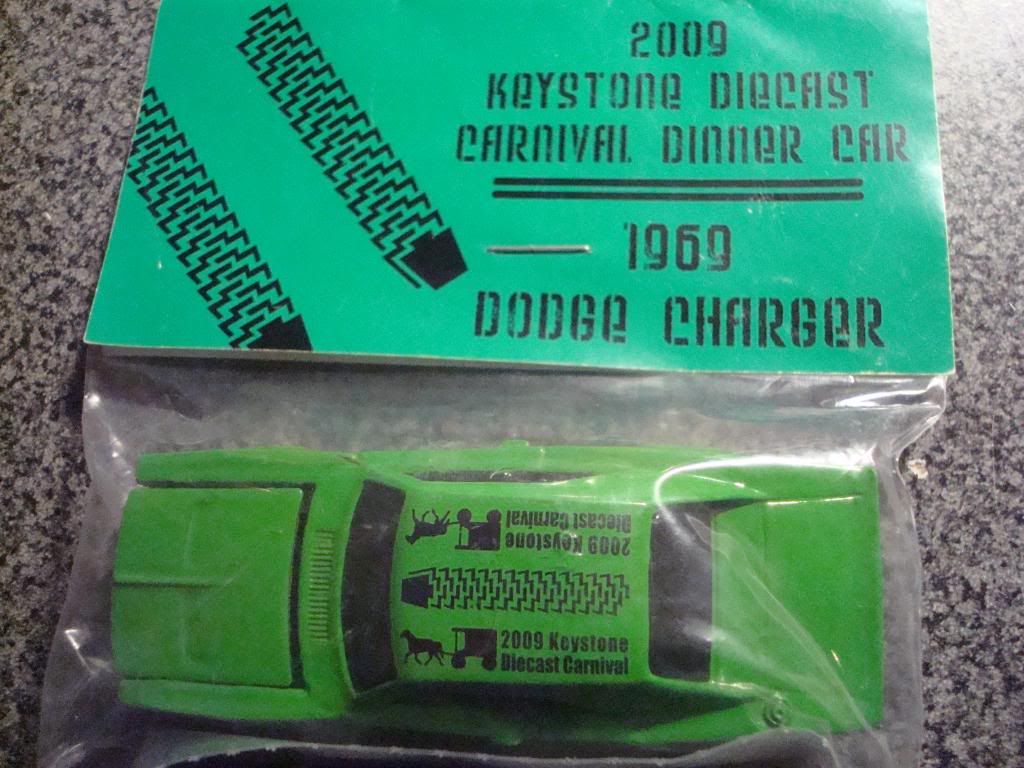 2009
KEYSTONE DIECAST
CARNIVAL DINNER CAR
1969
DODGE CHARGER
2009 Keystone
Diecast Carnival
2009 Keystone
Diecast Carnival